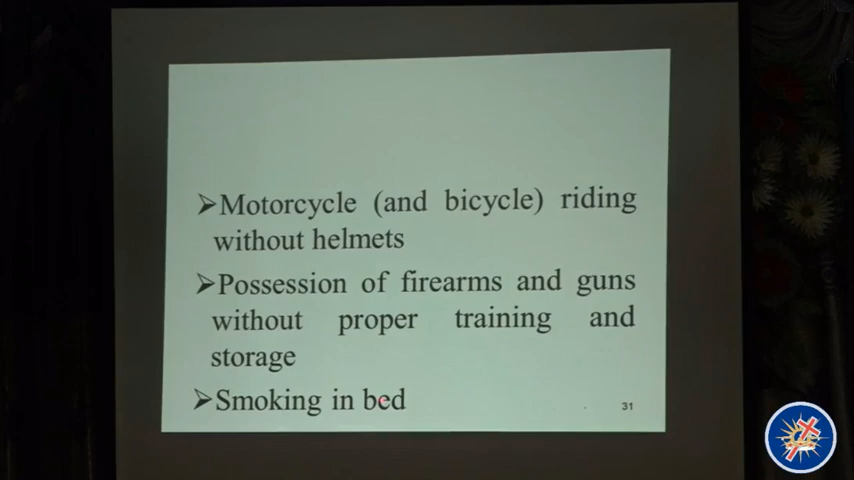 ➢Motorcycle (and bicycle) riding
without helmets
➢Possession of firearms and guns
without proper training and
storage
➢Smoking in bed
31